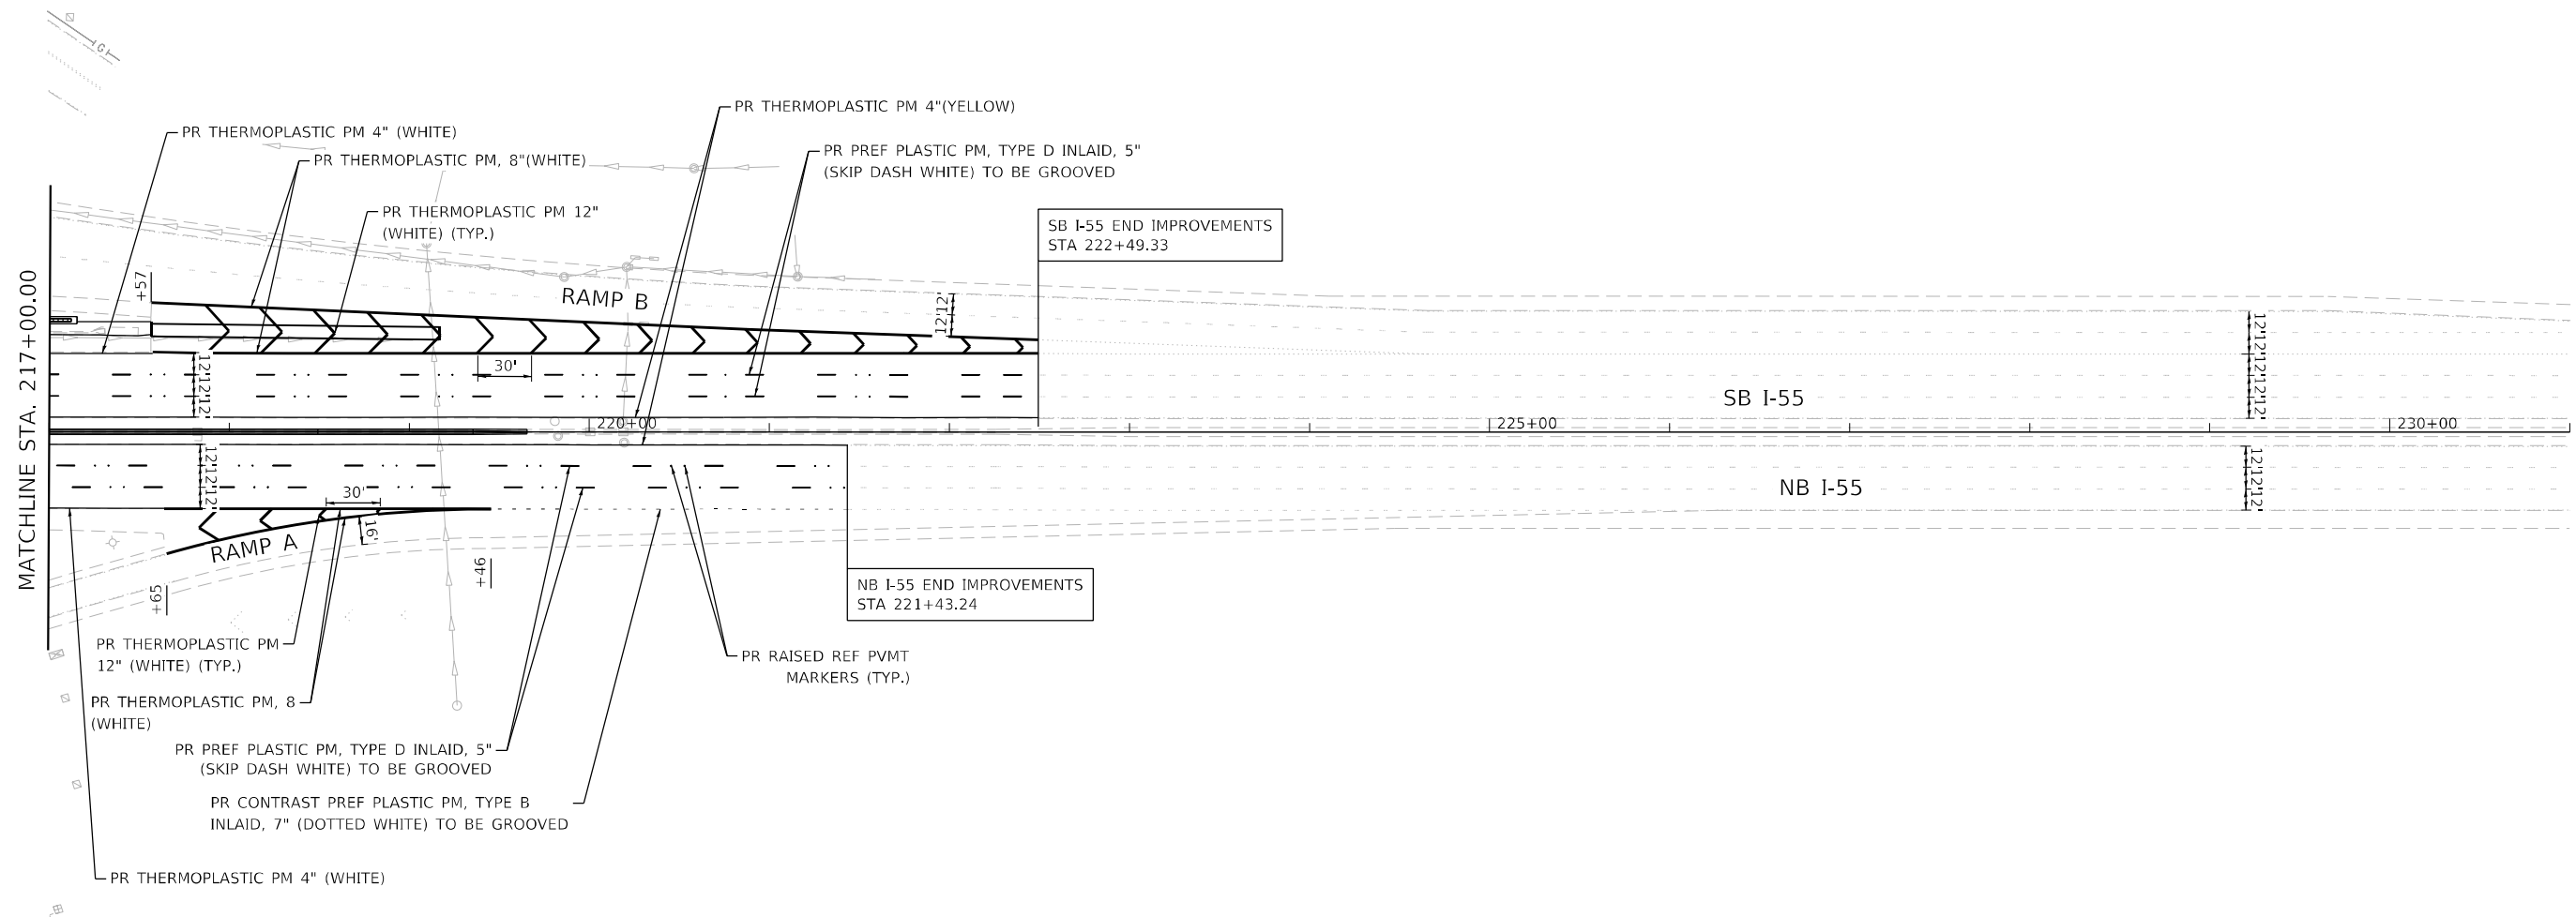 G
PR THERMOPLASTIC PM 4"(YELLOW)
PR THERMOPLASTIC PM 4" (WHITE)
PR THERMOPLASTIC PM, 8"(WHITE)
PR PREF PLASTIC PM, TYPE D INLAID, 5"
(SKIP DASH WHITE) TO BE GROOVED
PR THERMOPLASTIC PM 12"
(WHITE) (TYP.)
SB I-55 END IMPROVEMENTS
STA 222+49.33
MATCHLINE STA. 217+00.00
+57
RAMP B
12'12'
12'12'12'
30'
12'12'12'12'12'
SB I-55
220+00
225+00
230+00
12'12'12'
30'
16'
NB I-55
12'12'12'
RAMP A
+65
+46
NB I-55 END IMPROVEMENTS
STA 221+43.24
PR THERMOPLASTIC PM
12" (WHITE) (TYP.)
PR RAISED REF PVMT
MARKERS (TYP.)
PR THERMOPLASTIC PM, 8
(WHITE)
PR PREF PLASTIC PM, TYPE D INLAID, 5"
(SKIP DASH WHITE) TO BE GROOVED
PR CONTRAST PREF PLASTIC PM, TYPE B
INLAID, 7" (DOTTED WHITE) TO BE GROOVED
PR THERMOPLASTIC PM 4" (WHITE)